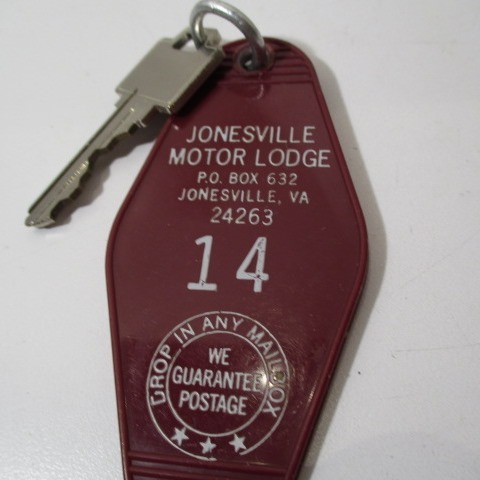 JONESVILLE
MOTOR LODGE
P.O. BOX 632
JONESVILLE, VA
24263
14
DROP IN ANY MAILBOX
WE
GUARANTEE
POSTAGE